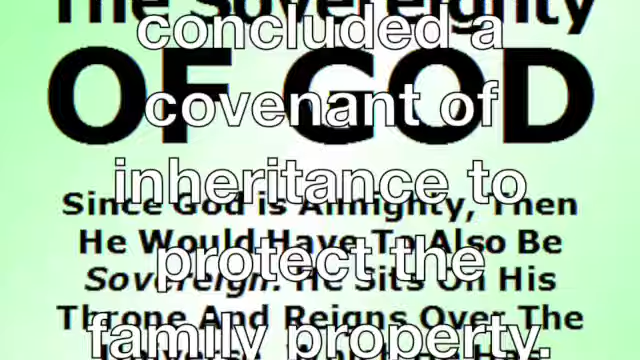 The Sovereignty
OF GOD
Since God is Almighty, Then
He Would Have To Also Be
Sovereign. He Sits On His
Throne And Reigns Over The
concluded a
covenant of
inheritance to
protect the
family property.